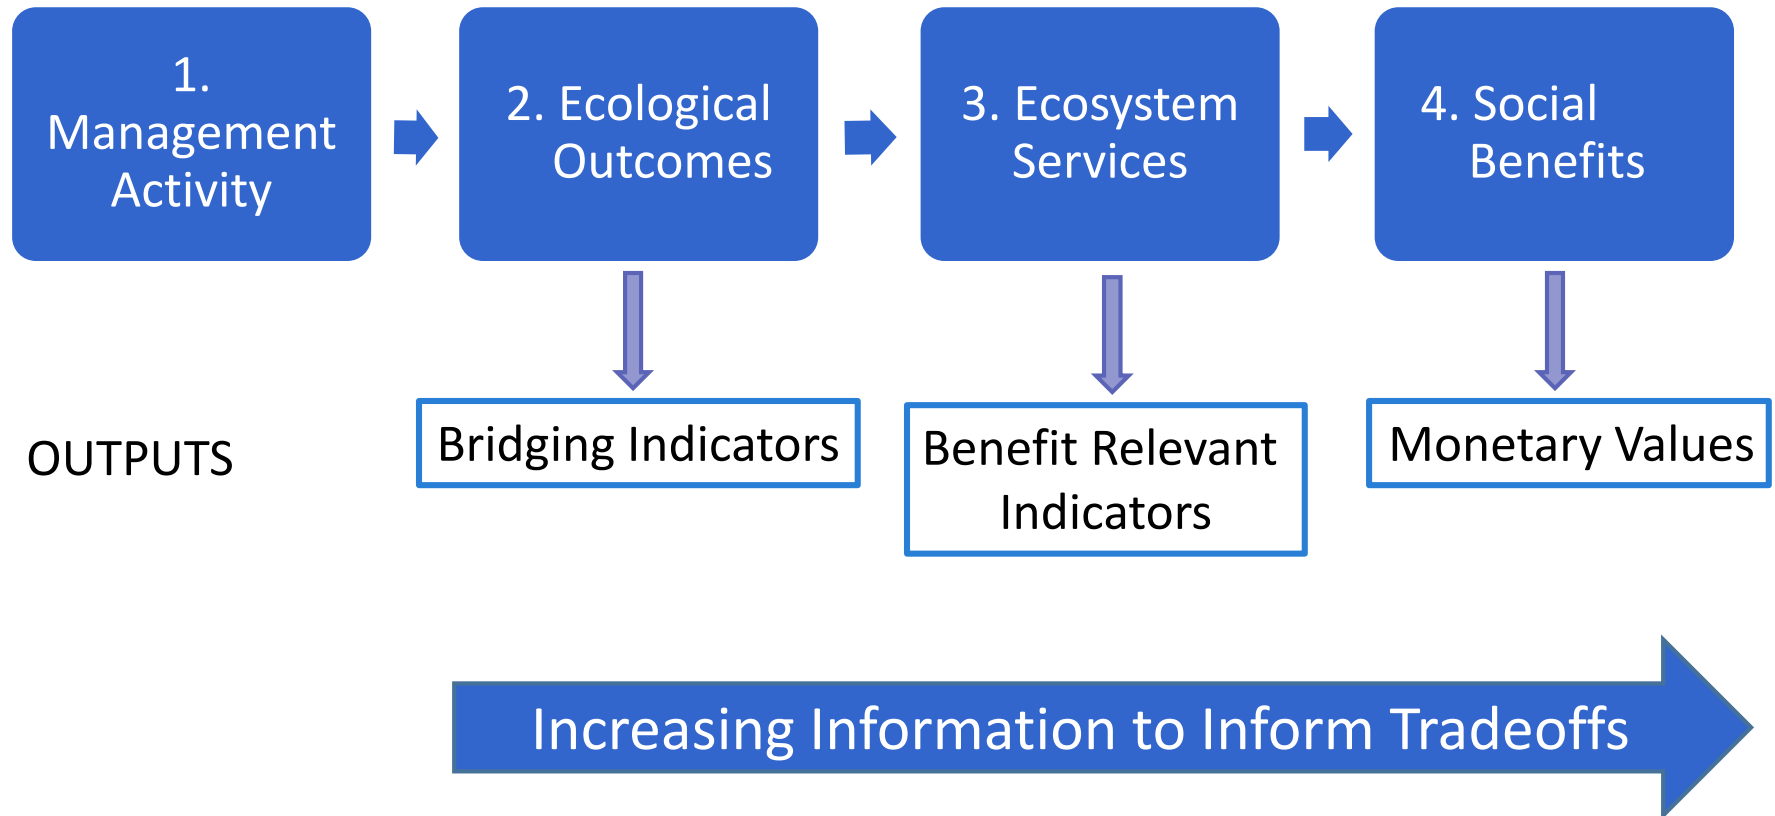 1.
Management
Activity
2. Ecological
Outcomes
3. Ecosystem
Services
4. Social
Benefits
OUTPUTS
Bridging Indicators
Benefit Relevant
Indicators
Monetary Values
Increasing Information to Inform Tradeoffs